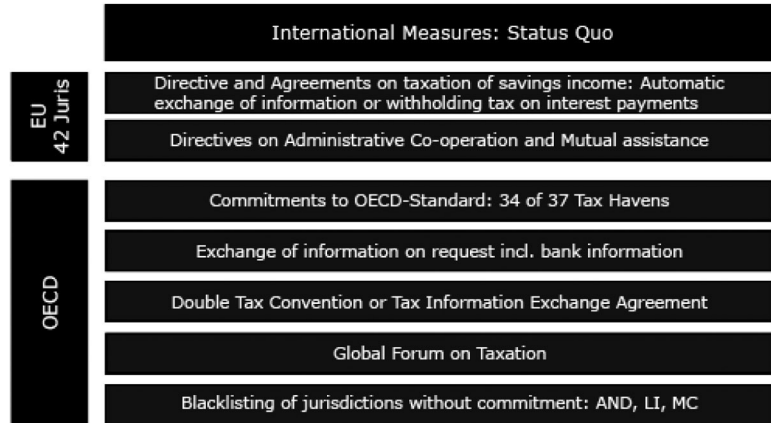 International Measures: Status Quo
EU
42 Juris
Directive and Agreements on taxation of savings income: Automatic
exchange of information or withholding tax on interest payments
Directives on Administrative Co-operation and Mutual assistance
OECD
Commitments to OECD-Standard: 34 of 37 Tax Havens
Exchange of information on request incl. bank information
Double Tax Convention or Tax Information Exchange Agreement
Global Forum on Taxation
Blacklisting of jurisdictions without commitment: AND, LI, MC